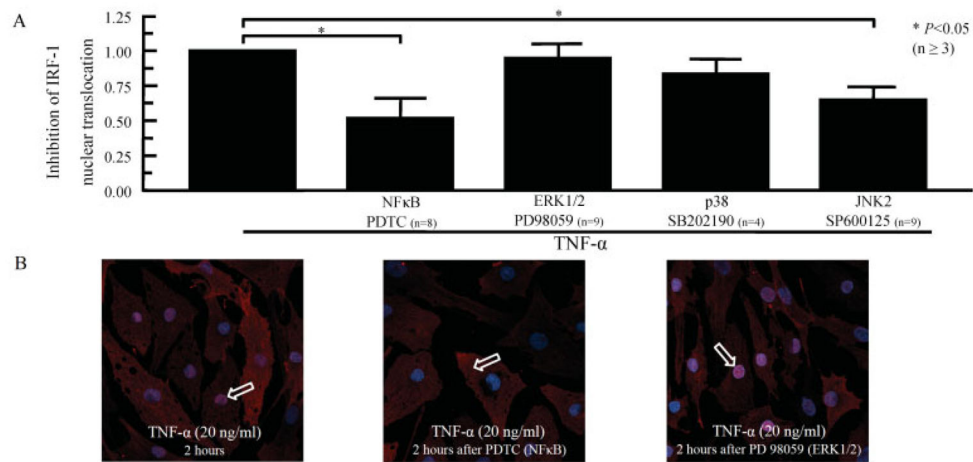 A
Inhibition of IRF-1
nuclear translocation
1.25
1.00
0.75
0.50
0.25
0.00
*
*
* P<0.05
(n ≥ 3)
NFκB
PDTC (n=8)
ERK1/2
PD98059 (n=9)
p38
SB202190 (n=4)
JNK2
SP600125 (n=9)
TNF-α
B
TNF-α (20 ng/ml)
2 hours
TNF-α (20 ng/ml)
2 hours after PDTC (NFκB)
TNF-α (20 ng/ml)
2 hours after PD 98059 (ERK1/2)